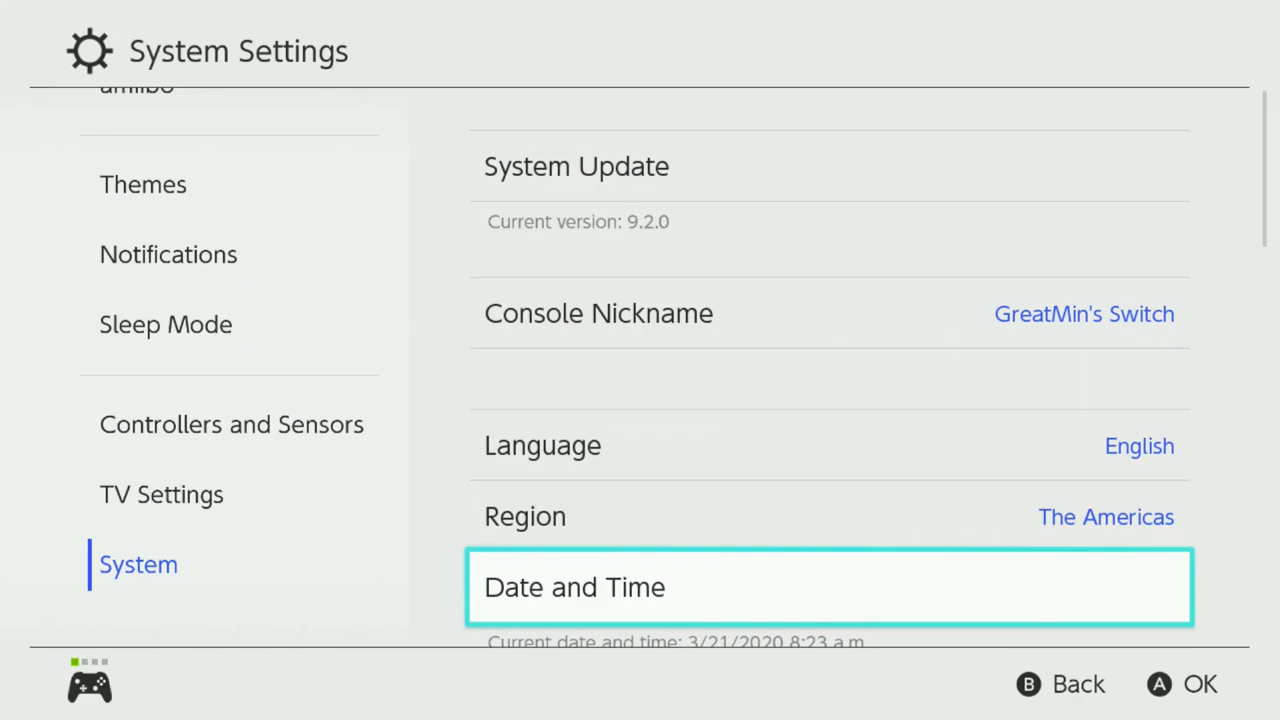 System Settings
amiibo
Themes
Notifications
Sleep Mode
Controllers and Sensors
TV Settings
System
System Update
Current version: 9.2.0
Console Nickname GreatMin's Switch
Language English
Region The Americas
Date and Time
Current date and time: 3/21/2020 8:23 a.m.
B Back A OK